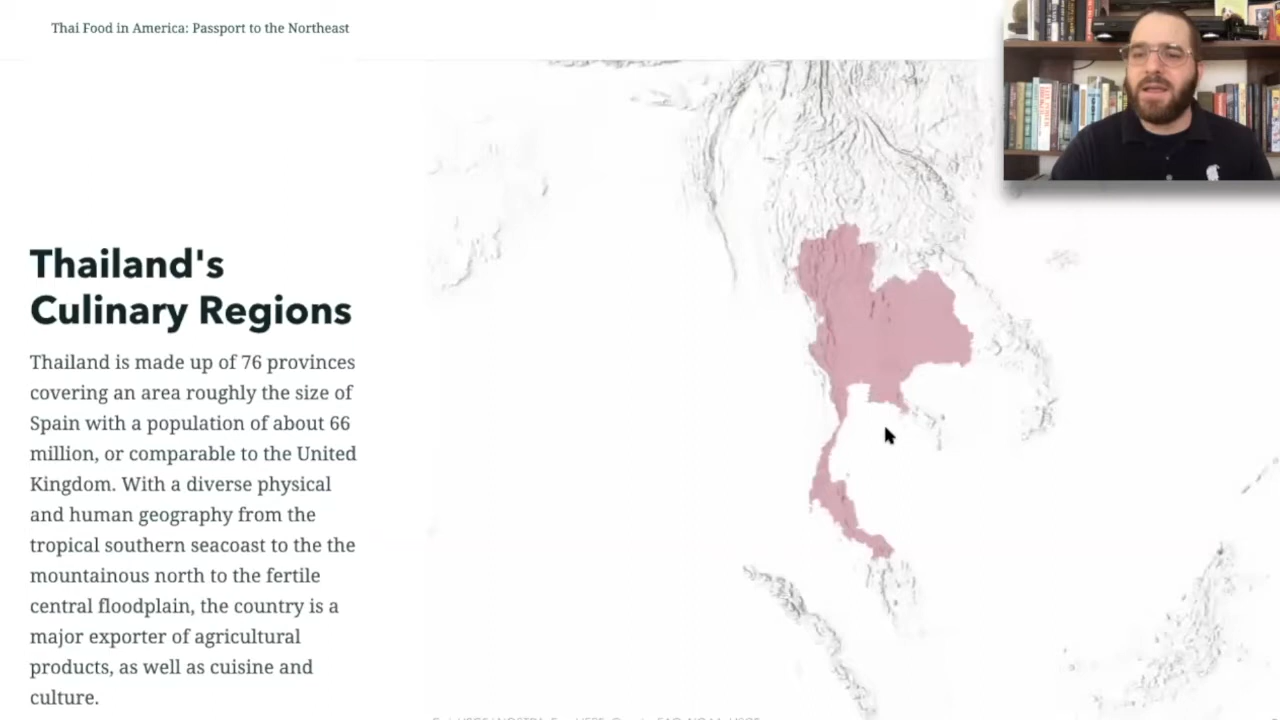 Thai Food in America: Passport to the Northeast
Thailand's
Culinary Regions
Thailand is made up of 76 provinces
covering an area roughly the size of
Spain with a population of about 66
million, or comparable to the United
Kingdom. With a diverse physical
and human geography from the
tropical southern seacoast to the the
mountainous north to the fertile
central floodplain, the country is a
major exporter of agricultural
products, as well as cuisine and
culture.